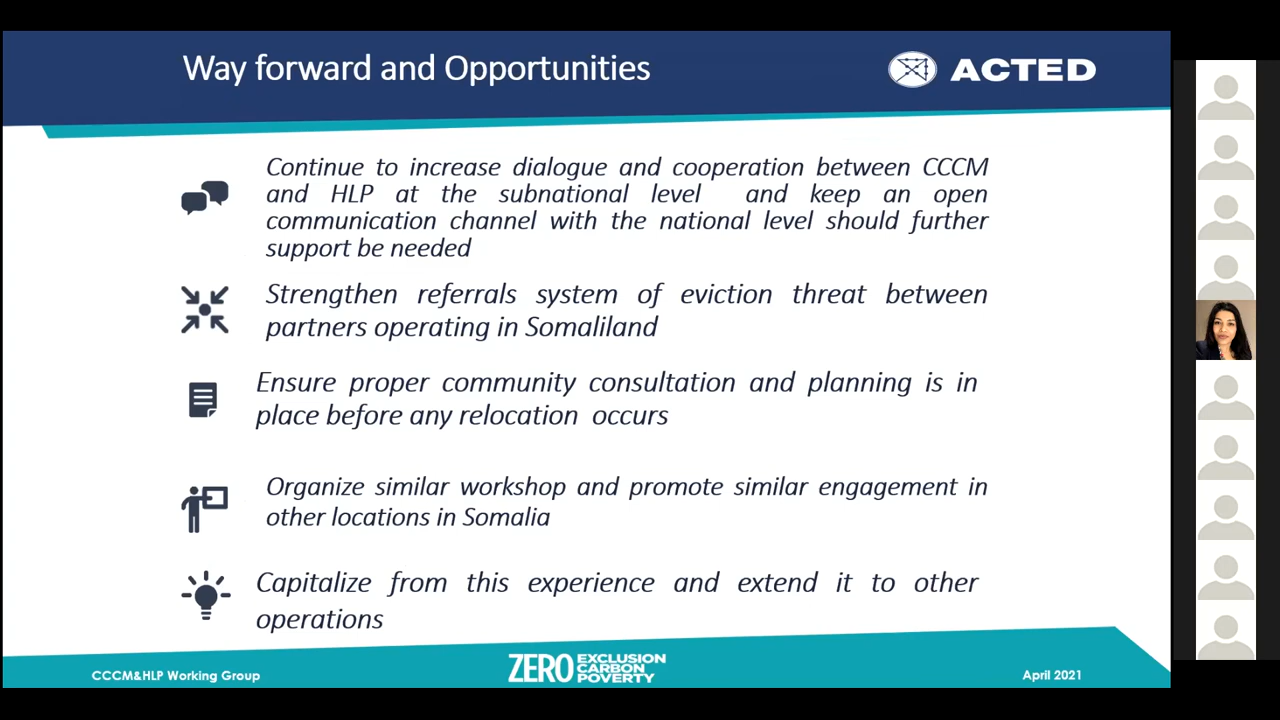 Way forward and Opportunities
ACTED
Continue to increase dialogue and cooperation between CCCM
and HLP at the subnational level and keep an open
communication channel with the national level should further
support be needed
Strengthen referrals system of eviction threat between
partners operating in Somaliland
Ensure proper community consultation and planning is in
place before any relocation occurs
Organize similar workshop and promote similar engagement in
other locations in Somalia
Capitalize from this experience and extend it to other
operations
CCCM&HLP Working Group
ZERO EXCLUSION
CARBON
POVERTY
April 2021